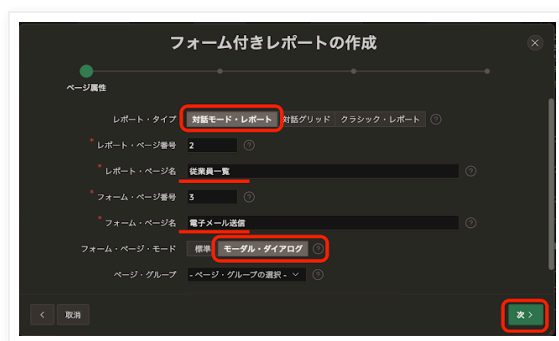 フォーム付きレポートの作成
ページ属性
レポート・タイプ 対話モード・レポート 対話グリッド クラシック・レポート
* レポート・ページ番号 2
* レポート・ページ名 従業員一覧
* フォーム・ページ番号 3
* フォーム・ページ名 電子メール送信
フォーム・ページ・モード 標準 モーダル・ダイアログ
ページ・グループ - ページ・グループの選択 -
取消 次